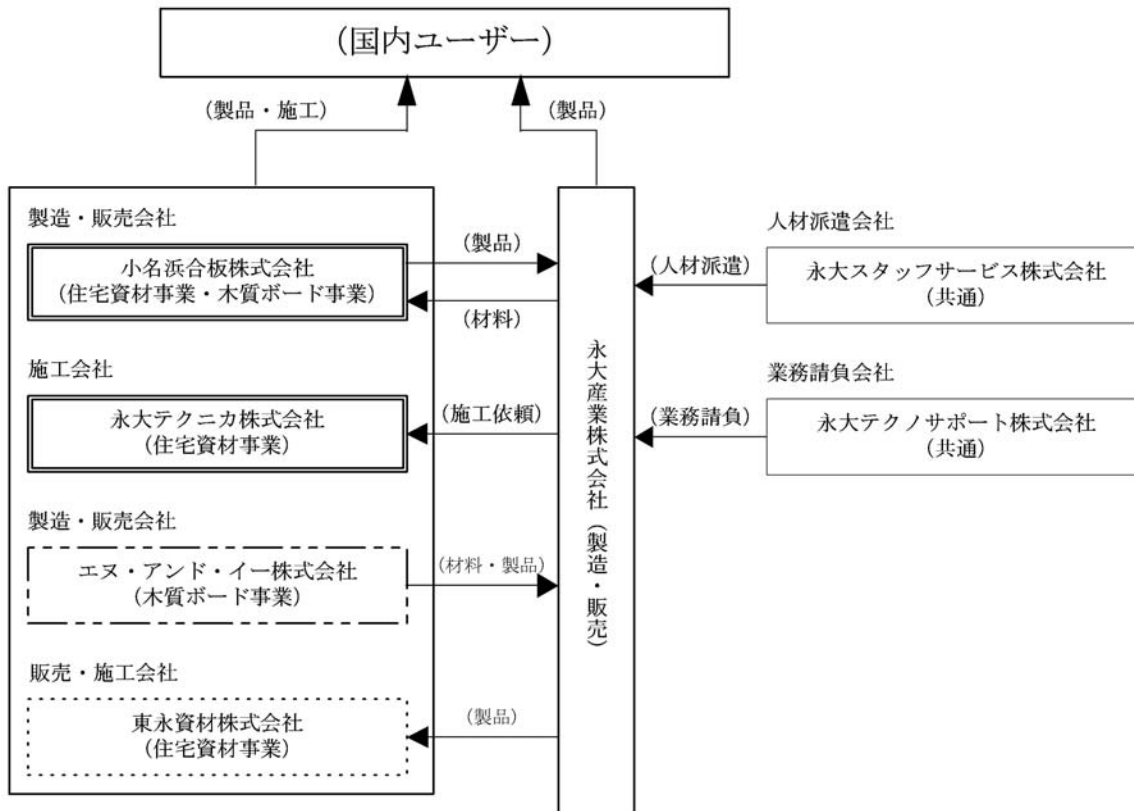 (国内ユーザー)
(製品・施工)
(製品)
製造・販売会社
小名浜合板株式会社
(住宅資材事業・木質ボード事業)
(製品)
(材料)
施工会社
永大テクニカ株式会社
(住宅資材事業)
(施工依頼)
製造・販売会社
エヌ・アンド・イー株式会社
(木質ボード事業)
(材料・製品)
販売・施工会社
東永資材株式会社
(住宅資材事業)
(製品)
永大産業株式会社(製造・販売)
人材派遣会社
(人材派遣)
永大スタッフサービス株式会社
(共通)
業務請負会社
(業務請負)
永大テクノサポート株式会社
(共通)